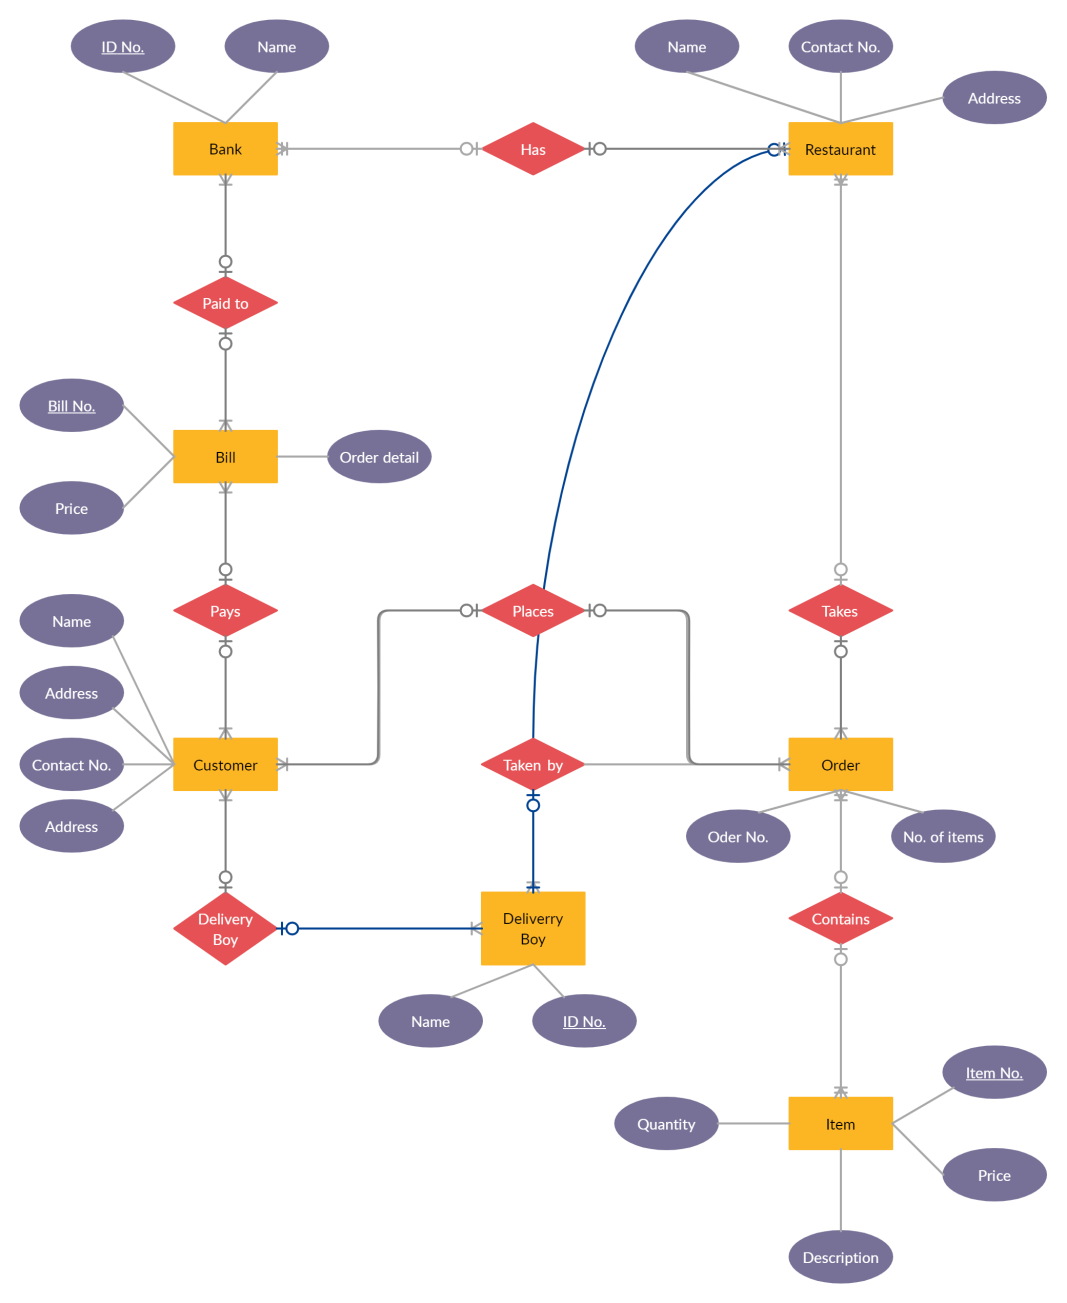 ID No.
Name
Name
Contact No.
Address
Bank
Has
Restaurant
Paid to
Bill No.
Bill
Order detail
Price
Name
Pays
Places
Takes
Address
Contact No.
Customer
Taken by
Order
Address
Oder No.
No. of items
Delivery
Boy
Deliverry
Boy
Contains
Name
ID No.
Item No.
Quantity
Item
Price
Description